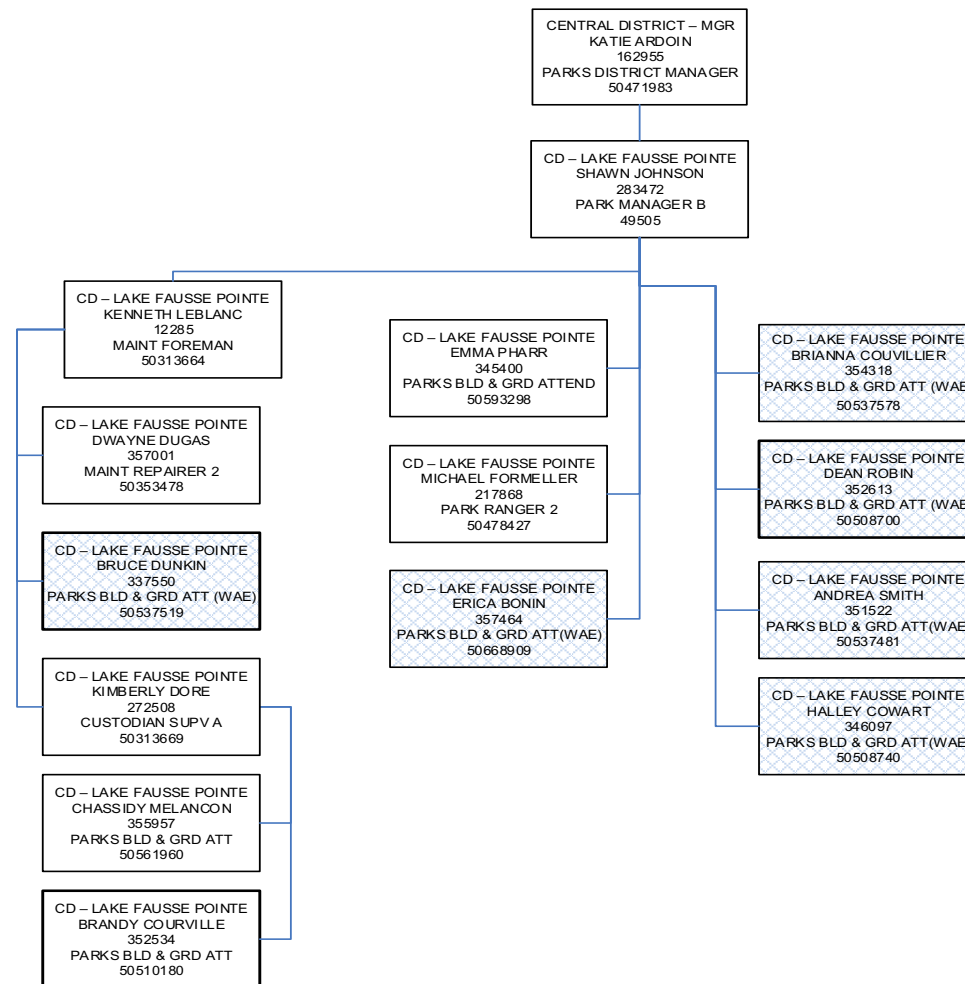 CENTRAL DISTRICT – MGR
KATIE ARDOIN
162955
PARKS DISTRICT MANAGER
50471983
CD – LAKE FAUSSE POINTE
SHAWN JOHNSON
283472
PARK MANAGER B
49505
CD – LAKE FAUSSE POINTE
KENNETH LEBLANC
12285
MAINT FOREMAN
50313664
CD – LAKE FAUSSE POINTE
DWAYNE DUGAS
357001
MAINT REPAIRER 2
50353478
CD – LAKE FAUSSE POINTE
BRUCE DUNKIN
337550
PARKS BLD & GRD ATT (WAE)
50537519
CD – LAKE FAUSSE POINTE
KIMBERLY DORE
272508
CUSTODIAN SUPV A
50313669
CD – LAKE FAUSSE POINTE
CHASSIDY MELANCON
355957
PARKS BLD & GRD ATT
50561960
CD – LAKE FAUSSE POINTE
BRANDY COURVILLE
352534
PARKS BLD & GRD ATT
50510180
CD – LAKE FAUSSE POINTE
EMMA PHARR
345400
PARKS BLD & GRD ATTEND
50593298
CD – LAKE FAUSSE POINTE
MICHAEL FORMELLER
217868
PARK RANGER 2
50478427
CD – LAKE FAUSSE POINTE
ERICA BONIN
357464
PARKS BLD & GRD ATT(WAE)
50668909
CD – LAKE FAUSSE POINTE
BRIANNA COUVILLIER
354318
PARKS BLD & GRD ATT (WAE
50537578
CD – LAKE FAUSSE POINTE
DEAN ROBIN
352613
PARKS BLD & GRD ATT (WAE
50508700
CD – LAKE FAUSSE POINTE
ANDREA SMITH
351522
PARKS BLD & GRD ATT(WAE
50537481
CD – LAKE FAUSSE POINTE
HALLEY COWART
346097
PARKS BLD & GRD ATT(WAE
50508740